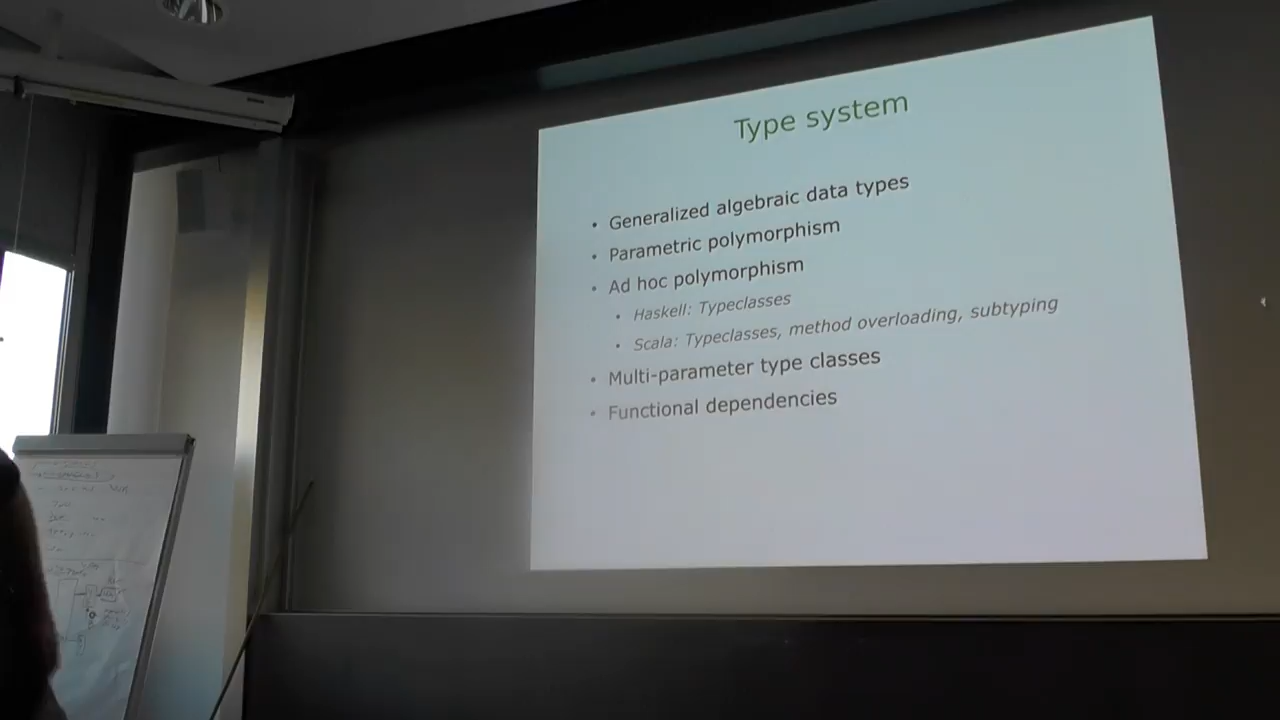 Type system
• Generalized algebraic data types
• Parametric polymorphism
• Ad hoc polymorphism
• Haskell: Typeclasses
• Scala: Typeclasses, method overloading, subtyping
• Multi-parameter type classes
• Functional dependencies